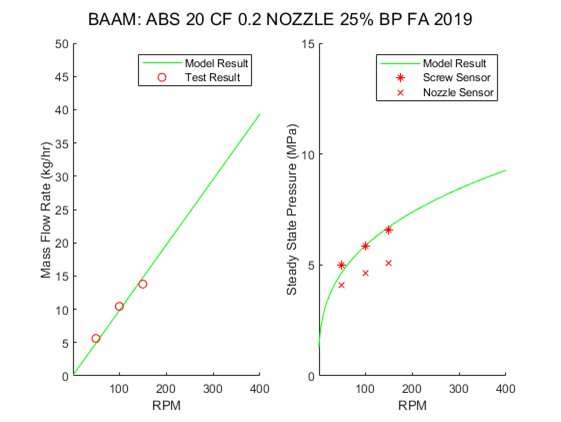 BAAM: ABS 20 CF 0.2 NOZZLE 25% BP FA 2019
Mass Flow Rate (kg/hr)
50
45
40
35
30
25
20
15
10
5
0
Model Result
Test Result
100
200
300
400
RPM
Steady State Pressure (MPa)
15
10
5
0
Model Result
Screw Sensor
Nozzle Sensor
100
200
300
400
RPM